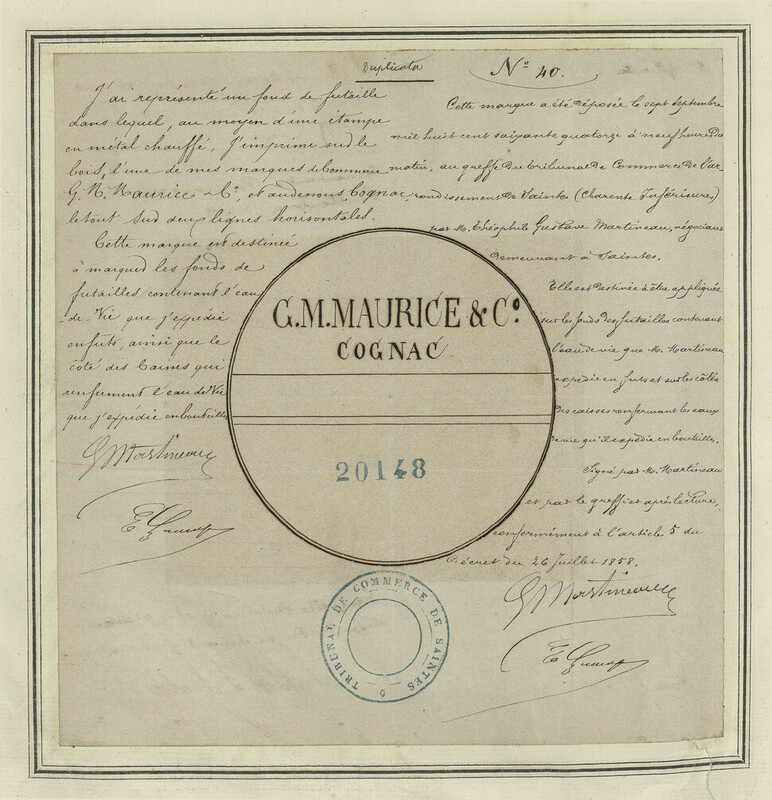 Duplicata
Nº 40.
J'ai représenté un fond de futaille
dans lequel, au moyen d'une étampe
en métal chauffé, J'imprime sur le
bois, l'une de mes marques de Commerce
G. M. Maurice & Cº, et au denous, Cognac
le tout sur deux lignes horisontales.
Cette marque est destinée
à marquer les fonds de
futailles contenant l'eau
de-Vie que j'expédie
en futs, ainsi que le
côté des Caisses qui
renferment l'eau de Vie
que j'expédie en bouteilles
G Martineau
Cette marque a été déposée le sept Septembre
mil huit cent soixante quatorze à neuf heures du
matin, au greffe du tribunal de Commerce de l'ar-
rondissement de Saintes (Charente Inférieure)
par M. Théophile Gustave Martineau, négociant
demeurant à Saintes.
Elle est destinée à être appliquée
sur les fonds des futailles contenant
l'eau de vie que M. Martineau
expédie en futs et sur les côtés
des caisses renfermant les eaux
de vie qu'il expédie en bouteilles.
Signé par M. Martineau
et par le greffier après lecture,
conformément à l'article 5 du
Décret du 26 Juillet 1858.
G Martineau
G.M.MAURICE & Cº.
COGNAC
20148
TRIBUNAL DE COMMERCE DE SAINTES